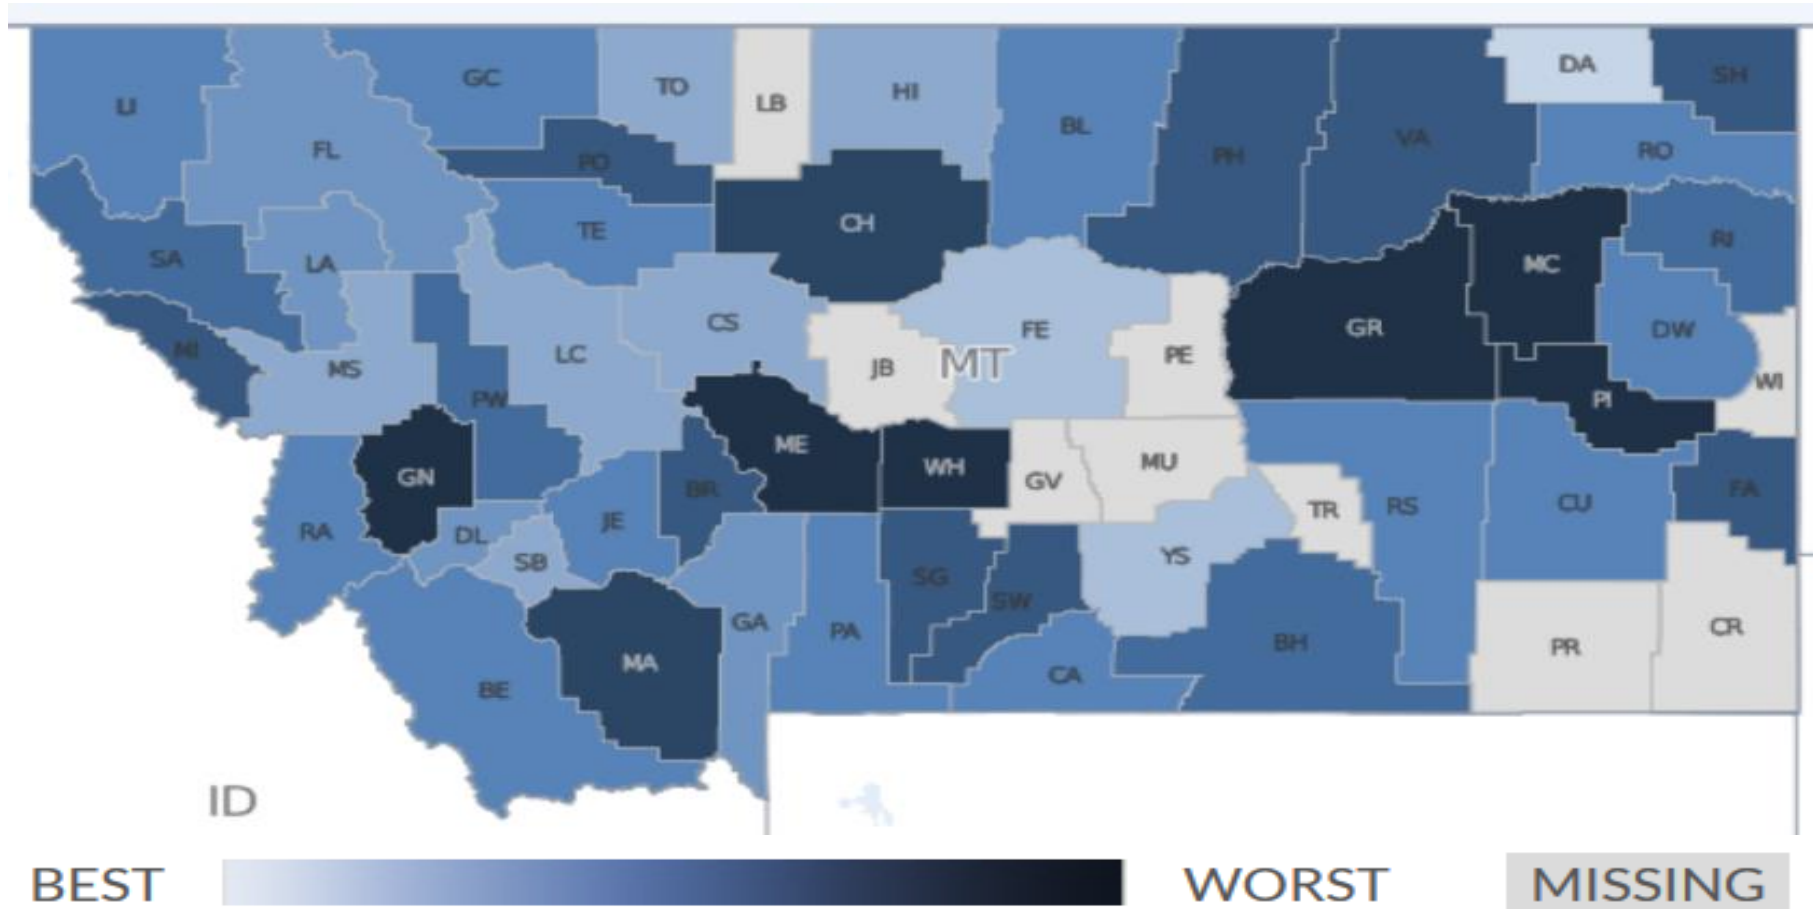 GC
TO
DA
SH
LB
HI
LI
BL
VA
FL
RO
PH
PO
CH
TE
RI
SA
LA
MC
CS
GR
FE
DW
MI
LC
JB
MT
PE
MS
WI
PW
PI
ME
MU
WH
GN
GV
BR
FA
RS
CU
TR
JE
RA
DL
YS
SB
SG
SW
GA
PA
BH
CR
PR
MA
CA
BE
ID
BEST
WORST
MISSING